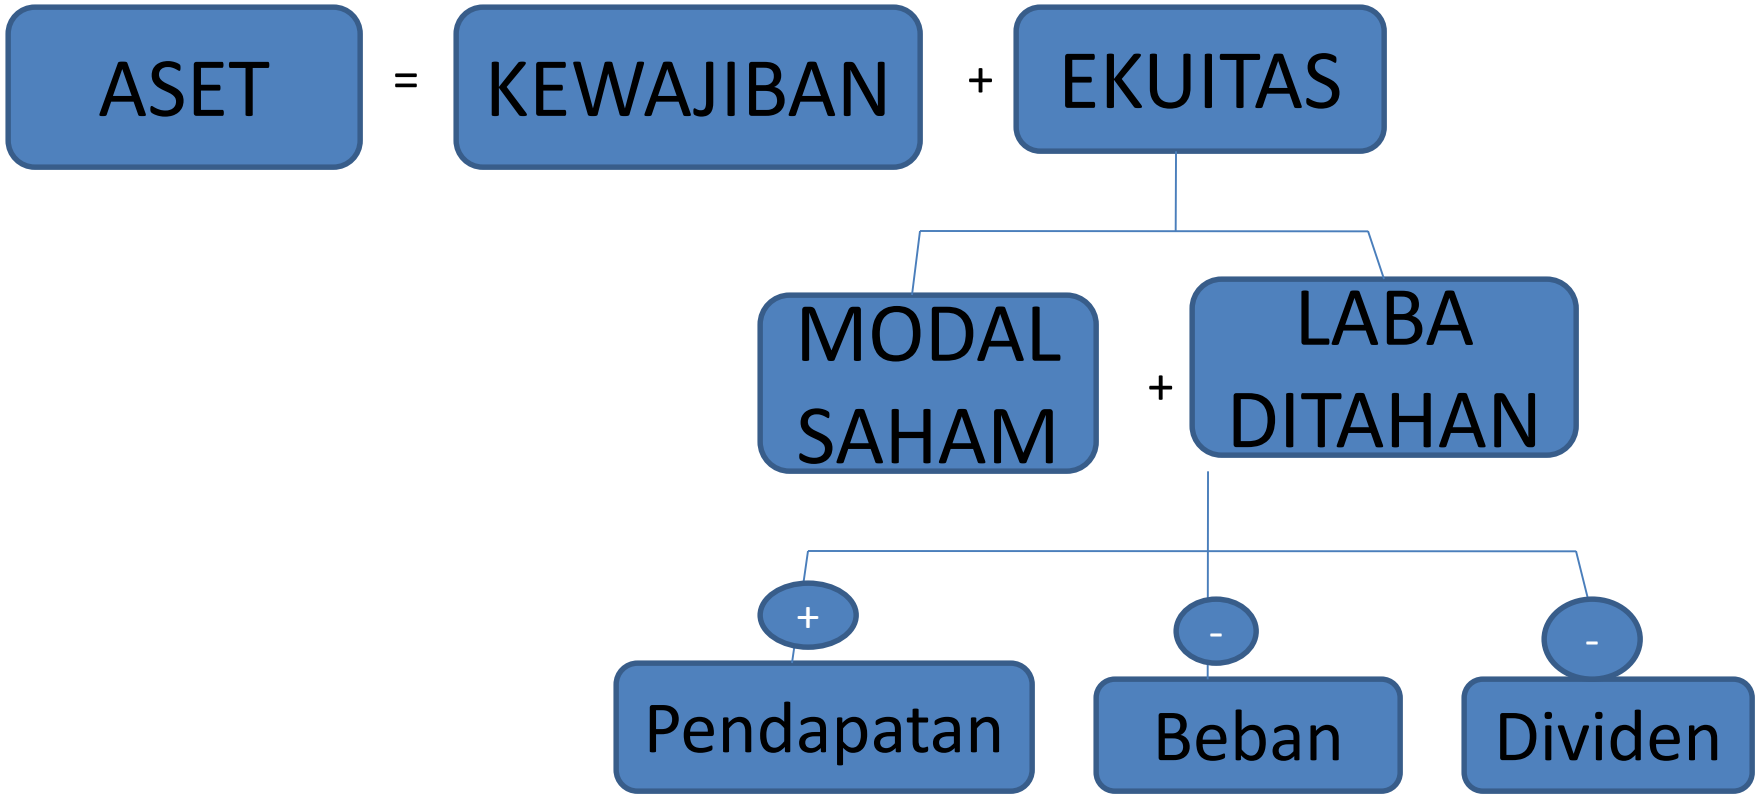 ASET = KEWAJIBAN + EKUITAS
MODAL
SAHAM
+
LABA
DITAHAN
+
-
-
Pendapatan
Beban
Dividen